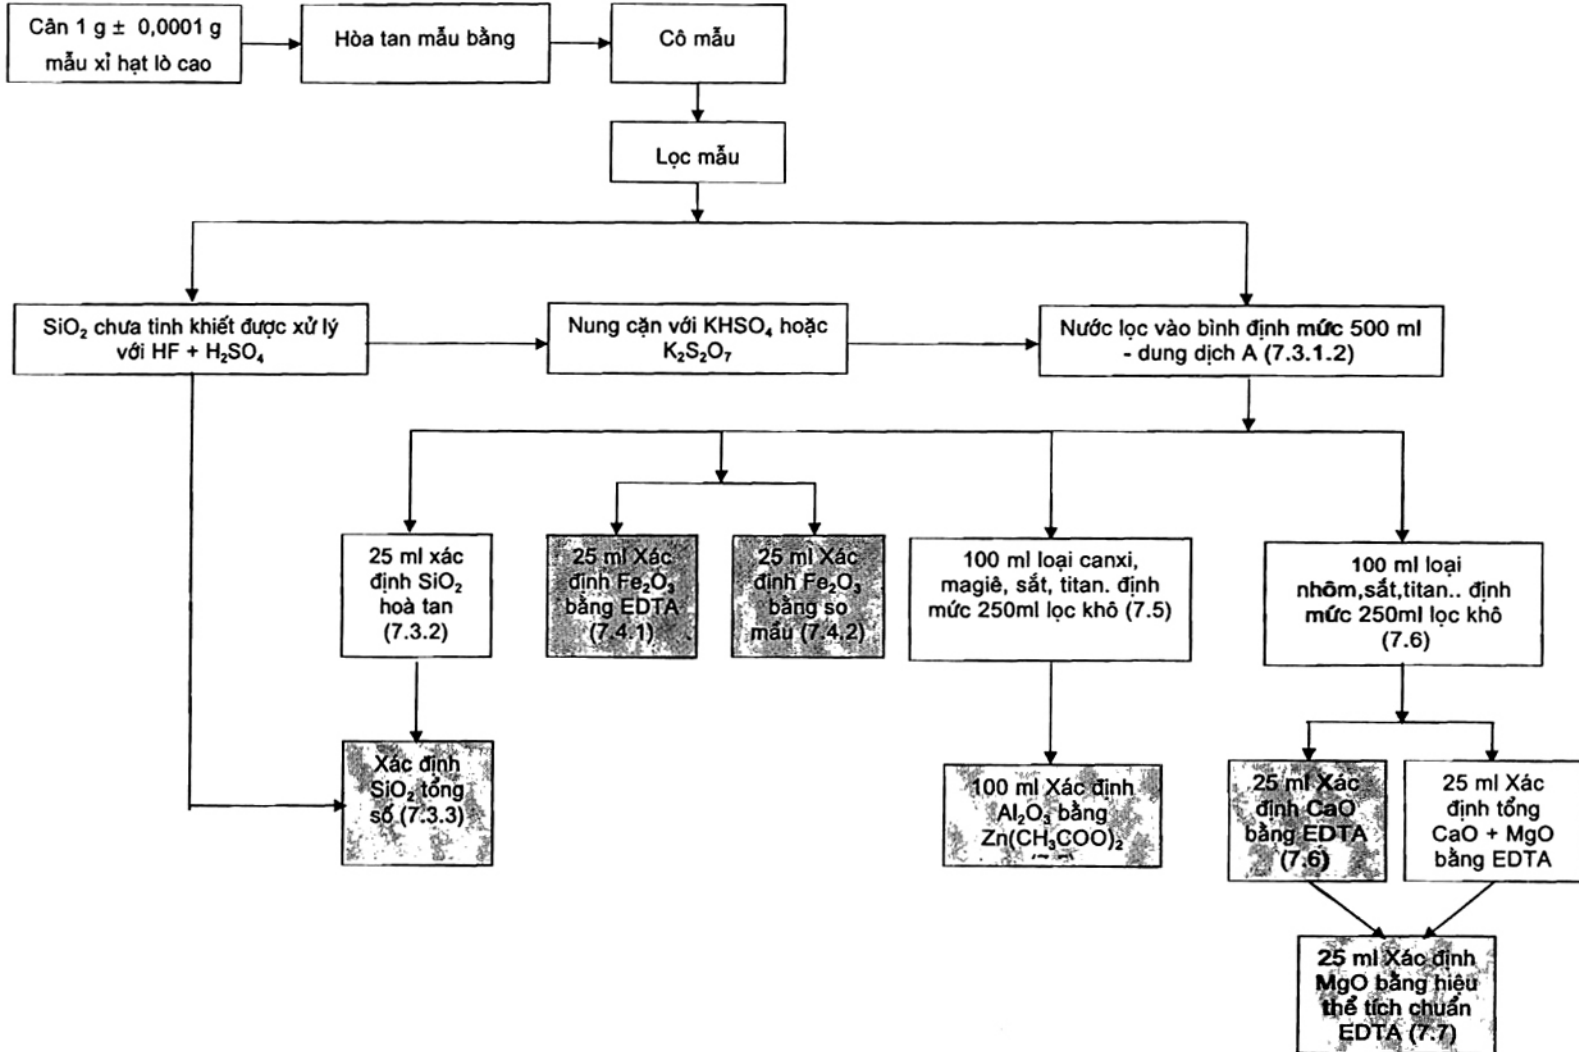 Cân 1 g ± 0,0001 g
mẫu xỉ hạt lò cao
Hòa tan mẫu bằng
Cô mẫu
Lọc mẫu
SiO₂ chưa tinh khiết được xử lý
với HF + H₂SO₄
Nung cặn với KHSO₄ hoặc
K₂S₂O₇
Nước lọc vào bình định mức 500 ml
- dung dịch A (7.3.1.2)
25 ml xác
định SiO₂
hoà tan
(7.3.2)
25 ml Xác
định Fe₂O₃
bằng EDTA
(7.4.1)
25 ml Xác
định Fe₂O₃
bằng so
mầu (7.4.2)
100 ml loại canxi,
magiê, sắt, titan. định
mức 250ml lọc khô (7.5)
100 ml loại
nhôm,sắt,titan.. định
mức 250ml lọc khô
(7.6)
Xác định
SiO₂ tổng
số (7.3.3)
100 ml Xác định
Al₂O₃ bằng
Zn(CH₃COO)₂
25 ml Xác
định CaO
bằng EDTA
(7.6)
25 ml Xác
định tổng
CaO + MgO
bằng EDTA
25 ml Xác định
MgO bằng hiệu
thể tích chuẩn
EDTA (7.7)